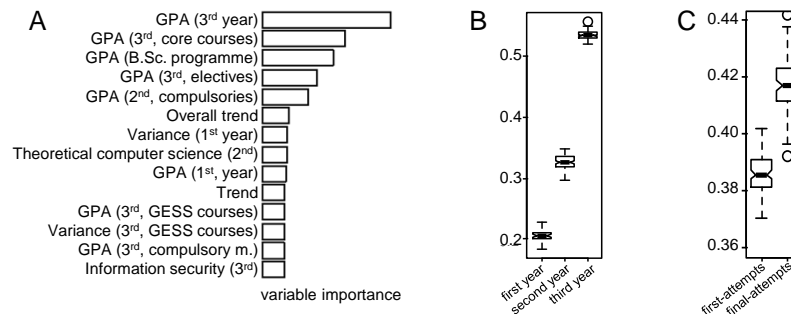 A
GPA (3rd year)
GPA (3rd, core courses)
GPA (B.Sc. programme)
GPA (3rd, electives)
GPA (2nd, compulsories)
Overall trend
Variance (1st year)
Theoretical computer science (2nd)
GPA (1st, year)
Trend
GPA (3rd, GESS courses)
Variance (3rd, GESS courses)
GPA (3rd, compulsory m.)
Information security (3rd)
variable importance
B
0.5
0.4
0.3
0.2
first year
second year
third year
C
0.44
0.42
0.40
0.38
0.36
first-attempts
final-attempts